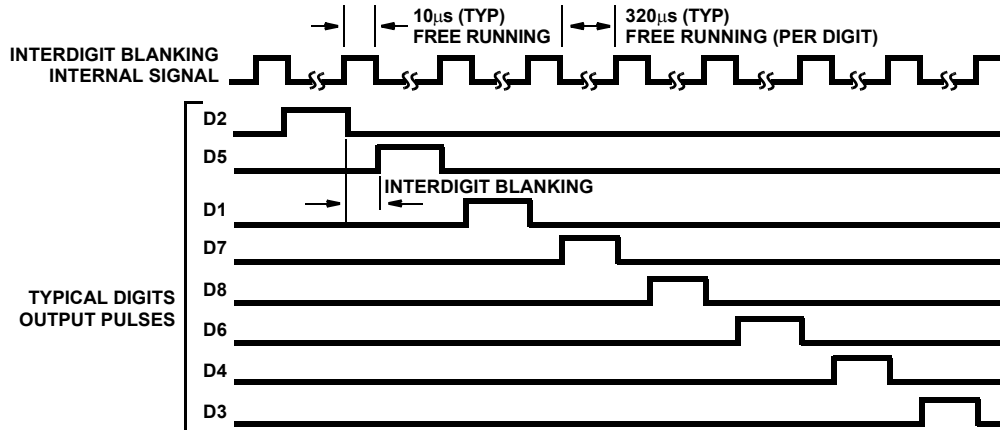 10μs (TYP)
FREE RUNNING
320μs (TYP)
FREE RUNNING (PER DIGIT)
INTERDIGIT BLANKING
INTERNAL SIGNAL
D2
D5
INTERDIGIT BLANKING
D1
D7
TYPICAL DIGITS
OUTPUT PULSES
D8
D6
D4
D3